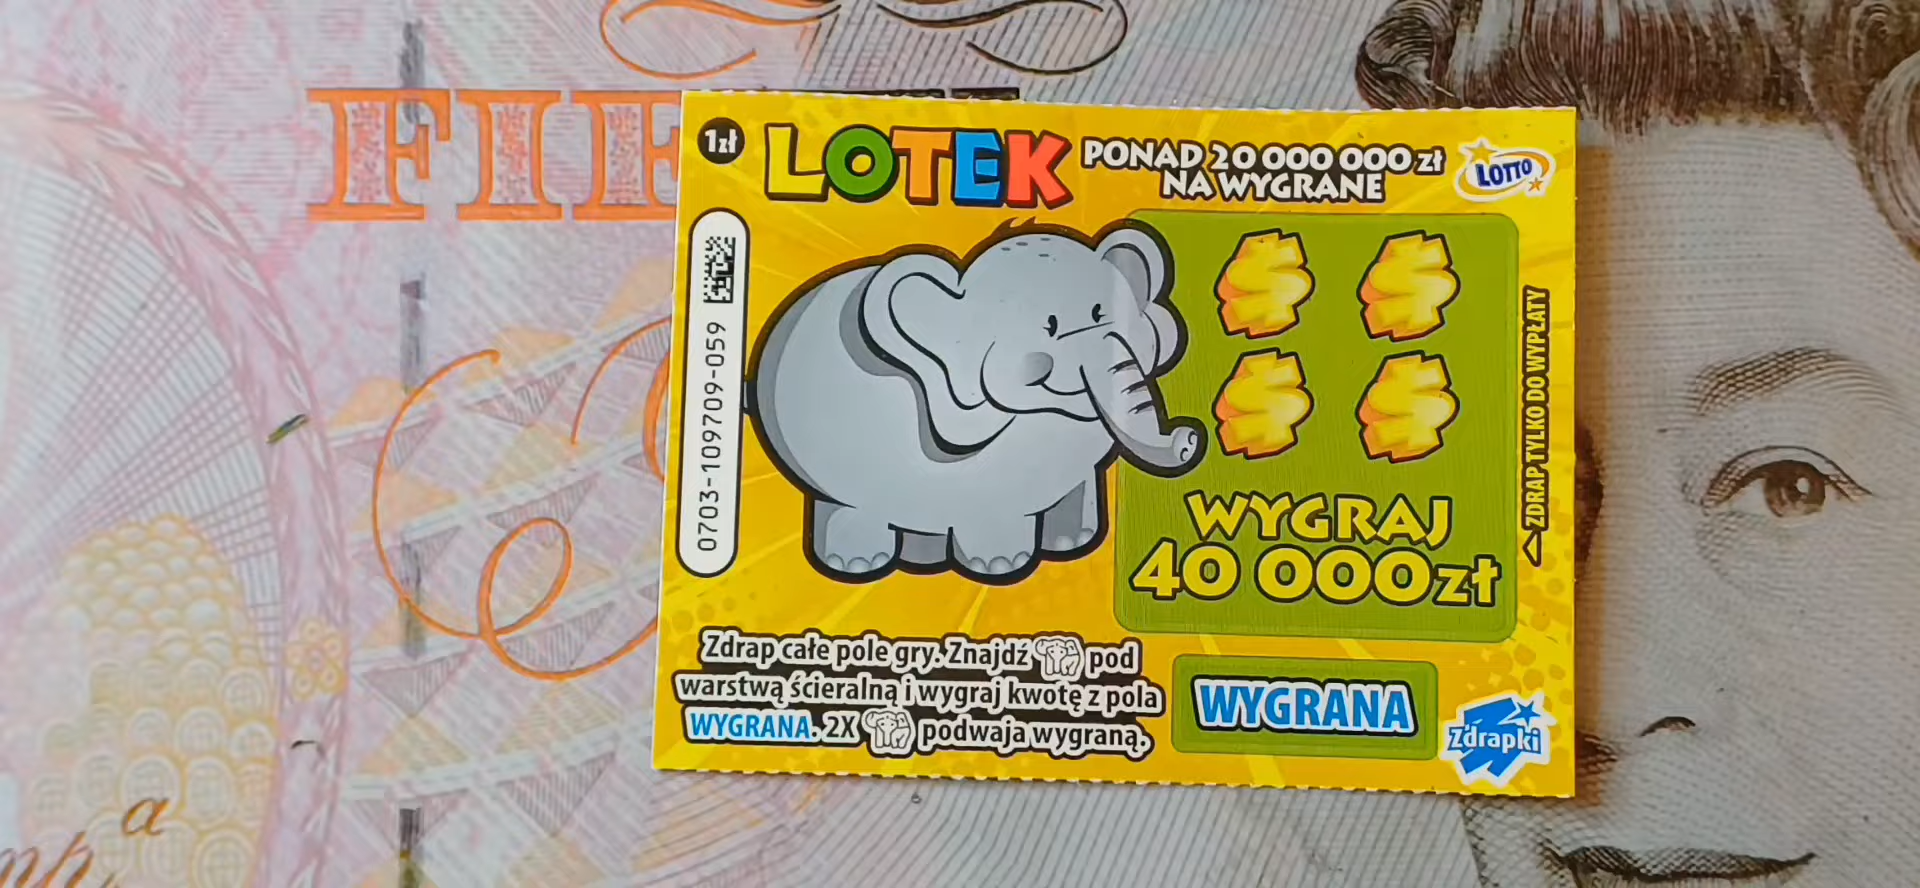 FIF
1zł
LOTEK
PONAD 20 000 000 zł
NA WYGRANE
LOTTO
0703-109709-059
$ $
$ $
WYGRAJ
40 000zł
ZDRAP TYLKO DO WYPŁATY
Zdrap całe pole gry. Znajdź pod
warstwą ścieralną i wygraj kwotę z pola
WYGRANA. 2X podwaja wygraną.
WYGRANA
Zdrapki
a